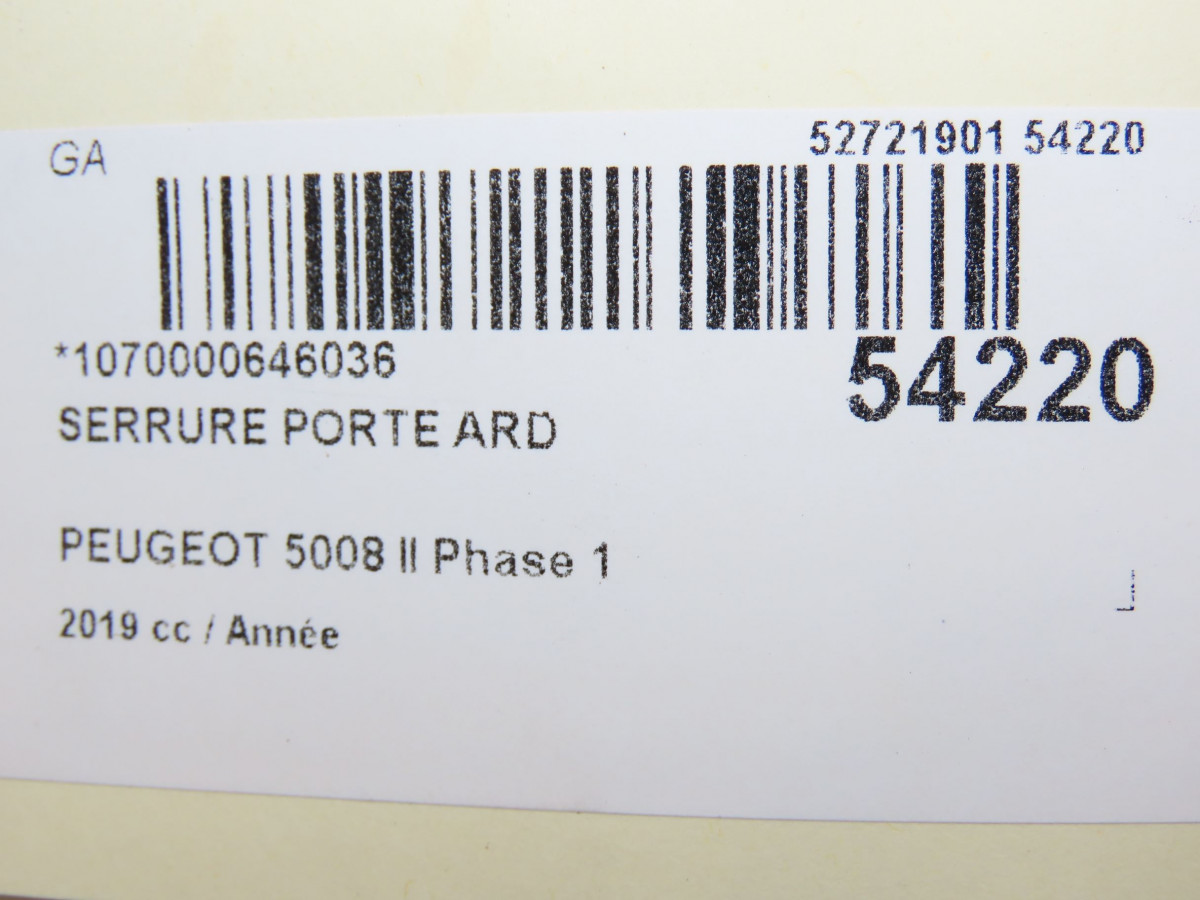 GA
52721901 54220
*1070000646036
54220
SERRURE PORTE ARD
PEUGEOT 5008 II Phase 1
2019 cc / Année